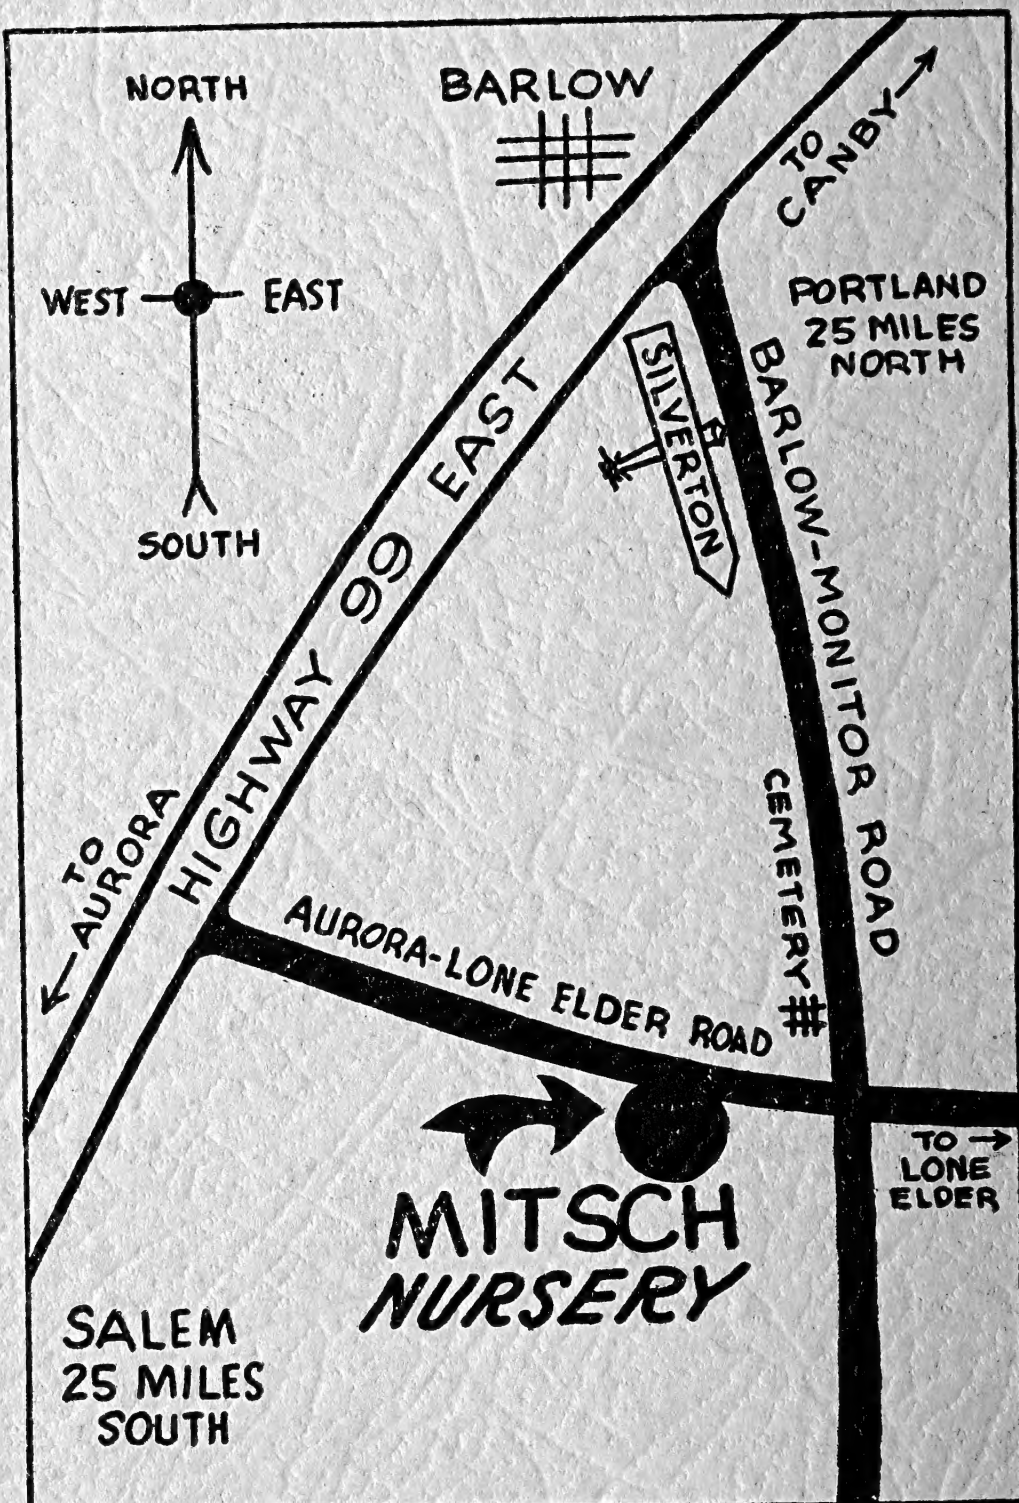 NORTH
WEST EAST
SOUTH
BARLOW
TO
CANBY
PORTLAND
25 MILES
NORTH
SILVERTON
BARLOW-MONITOR ROAD
HIGHWAY 99 EAST
TO
AURORA
CEMETERY
AURORA-LONE ELDER ROAD
TO
LONE
ELDER
MITSCH
NURSERY
SALEM
25 MILES
SOUTH